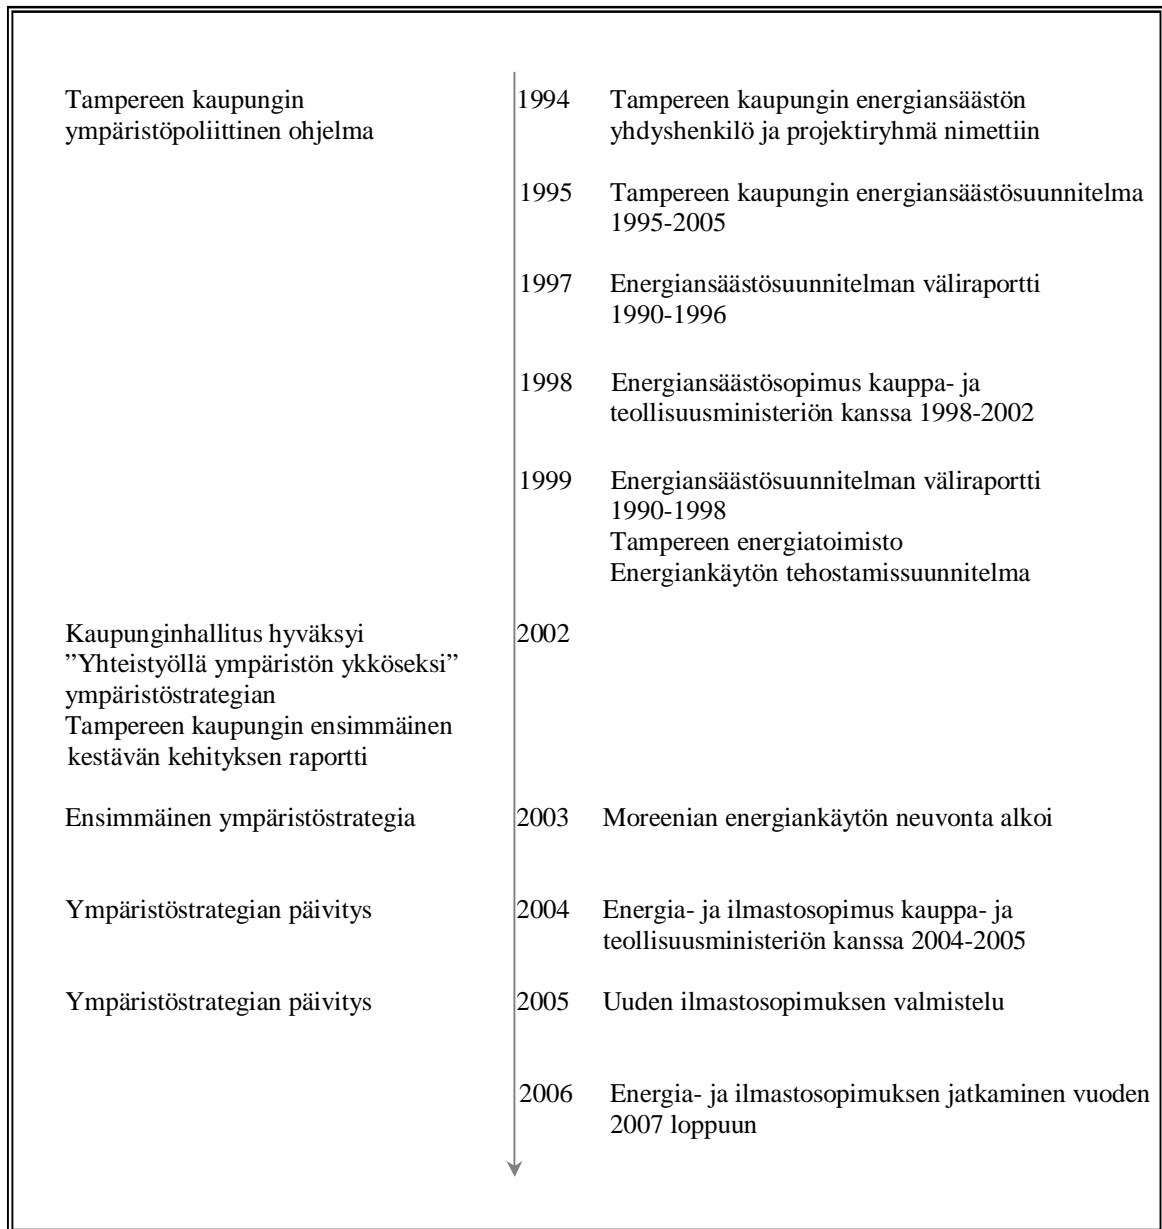 Tampereen kaupungin 1994 Tampereen kaupungin energiansäästön
ympäristöpoliittinen ohjelma yhdyshenkilö ja projektiryhmä nimettiin
1995 Tampereen kaupungin energiansäästösuunnitelma
1995-2005
1997 Energiansäästösuunnitelman väliraportti
1990-1996
1998 Energiansäästösopimus kauppa- ja
teollisuusministeriön kanssa 1998-2002
1999 Energiansäästösuunnitelman väliraportti
1990-1998
Tampereen energiatoimisto
Energiankäytön tehostamissuunnitelma
Kaupunginhallitus hyväksyi 2002
”Yhteistyöllä ympäristön ykköseksi”
ympäristöstrategian
Tampereen kaupungin ensimmäinen
kestävän kehityksen raportti
Ensimmäinen ympäristöstrategia 2003 Moreenian energiankäytön neuvonta alkoi
Ympäristöstrategian päivitys 2004 Energia- ja ilmastosopimus kauppa- ja
teollisuusministeriön kanssa 2004-2005
Ympäristöstrategian päivitys 2005 Uuden ilmastosopimuksen valmistelu
2006 Energia- ja ilmastosopimuksen jatkaminen vuoden
2007 loppuun